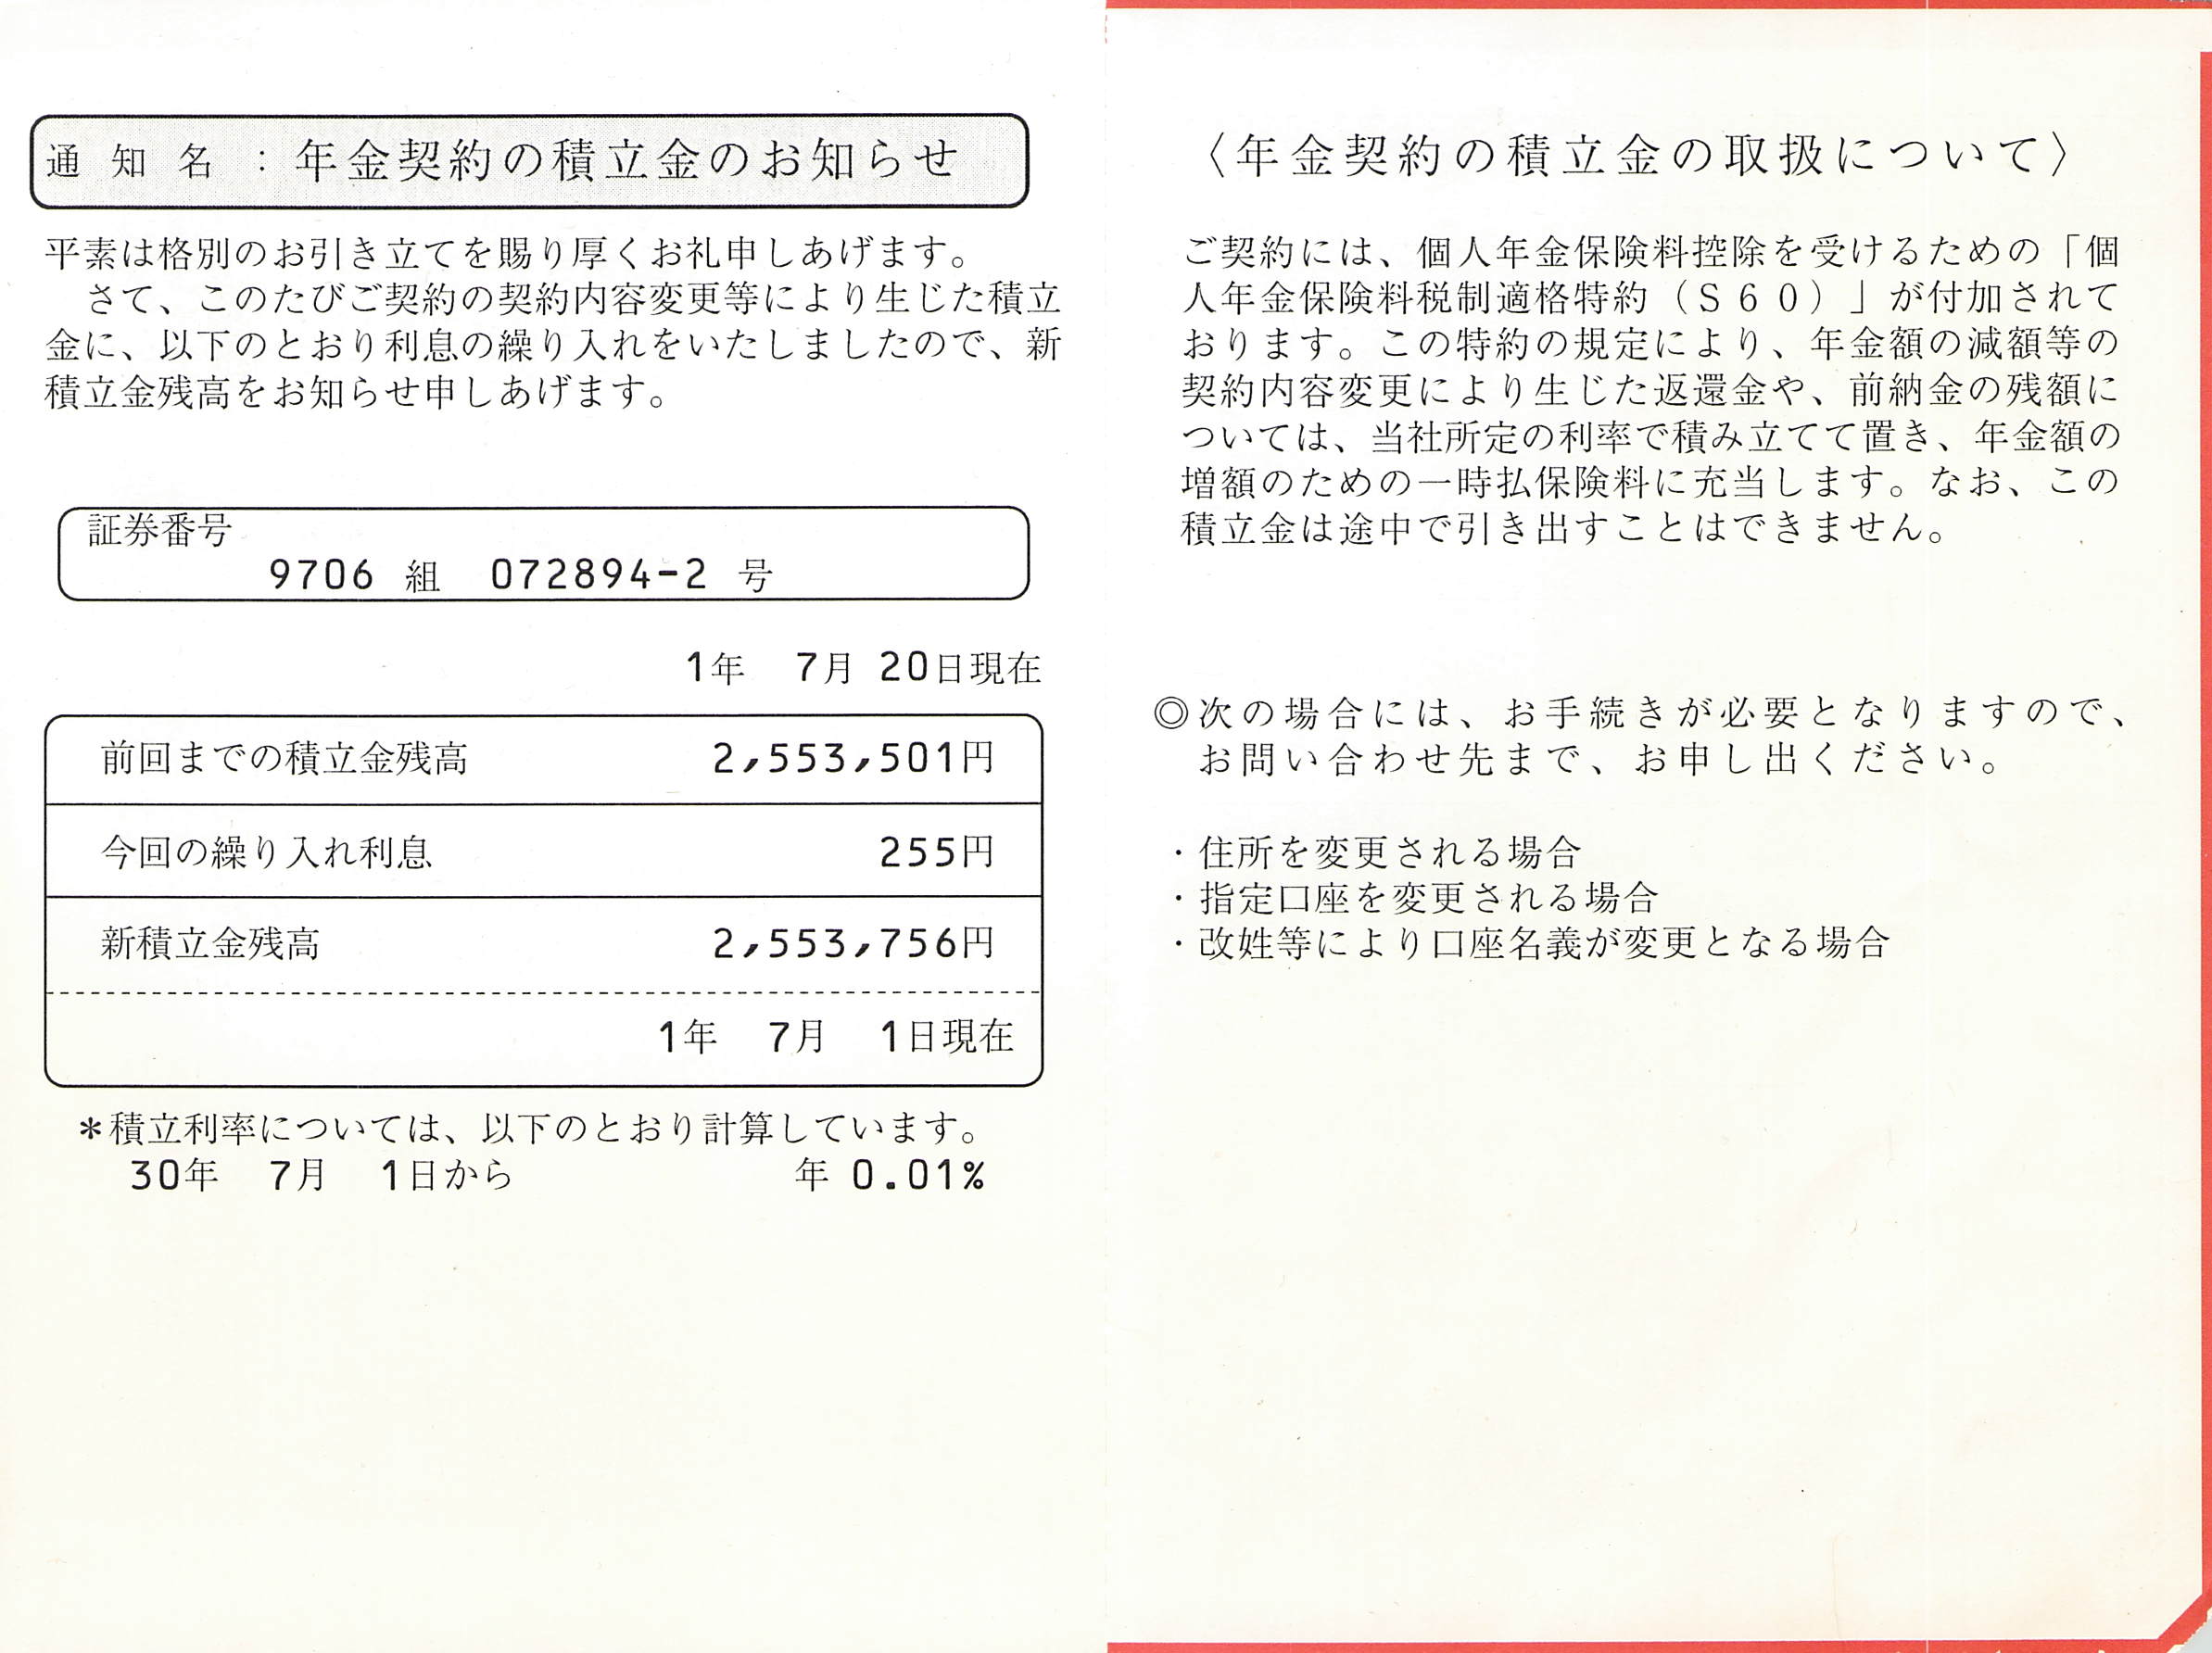 通 知 名 ： 年金契約の積立金のお知らせ
平素は格別のお引き立てを賜り厚くお礼申しあげます。
さて、このたびご契約の契約内容変更等により生じた積立
金に、以下のとおり利息の繰り入れをいたしましたので、新
積立金残高をお知らせ申しあげます。
証券番号
9706 組 072894-2 号
1年 7月 20日現在
前回までの積立金残高 2,553,501円
今回の繰り入れ利息 255円
新積立金残高 2,553,756円
1年 7月 1日現在
＊積立利率については、以下のとおり計算しています。
30年 7月 1日から 年 0.01%
〈年金契約の積立金の取扱について〉
ご契約には、個人年金保険料控除を受けるための「個
人年金保険料税制適格特約（Ｓ６０）」が付加されて
おります。この特約の規定により、年金額の減額等の
契約内容変更により生じた返還金や、前納金の残額に
ついては、当社所定の利率で積み立てて置き、年金額の
増額のための一時払保険料に充当します。なお、この
積立金は途中で引き出すことはできません。
◎次の場合には、お手続きが必要となりますので、
お問い合わせ先まで、お申し出ください。
・住所を変更される場合
・指定口座を変更される場合
・改姓等により口座名義が変更となる場合